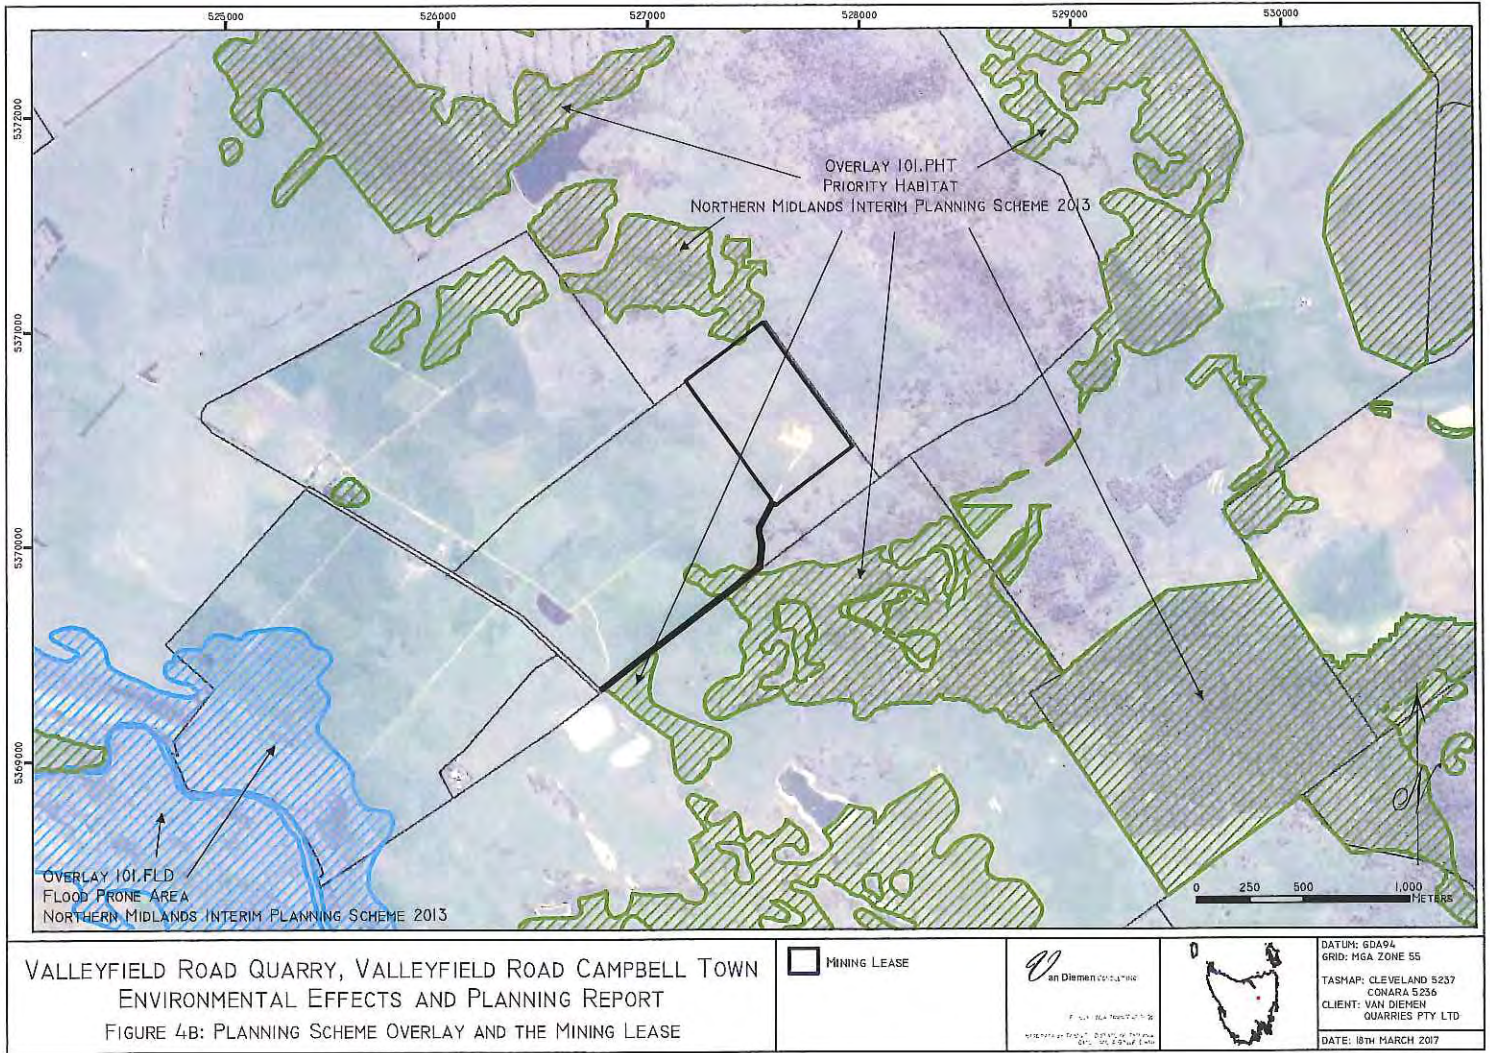 525000
526000
527000
528000
529000
530000
5372000
5371000
5370000
5369000
OVERLAY 101.PHT
PRIORITY HABITAT
NORTHERN MIDLANDS INTERIM PLANNING SCHEME 2013
OVERLAY 101.FLD
FLOOD PRONE AREA
NORTHERN MIDLANDS INTERIM PLANNING SCHEME 2013
0 250 500 1,000
METERS
VALLEYFIELD ROAD QUARRY, VALLEYFIELD ROAD CAMPBELL TOWN
ENVIRONMENTAL EFFECTS AND PLANNING REPORT
FIGURE 4B: PLANNING SCHEME OVERLAY AND THE MINING LEASE
MINING LEASE
Van Diemen CONSULTING
DATUM: GDA94
GRID: MGA ZONE 55
TASMAP: CLEVELAND 5237
CONARA 5236
CLIENT: VAN DIEMEN
QUARRIES PTY LTD
DATE: 18TH MARCH 2017